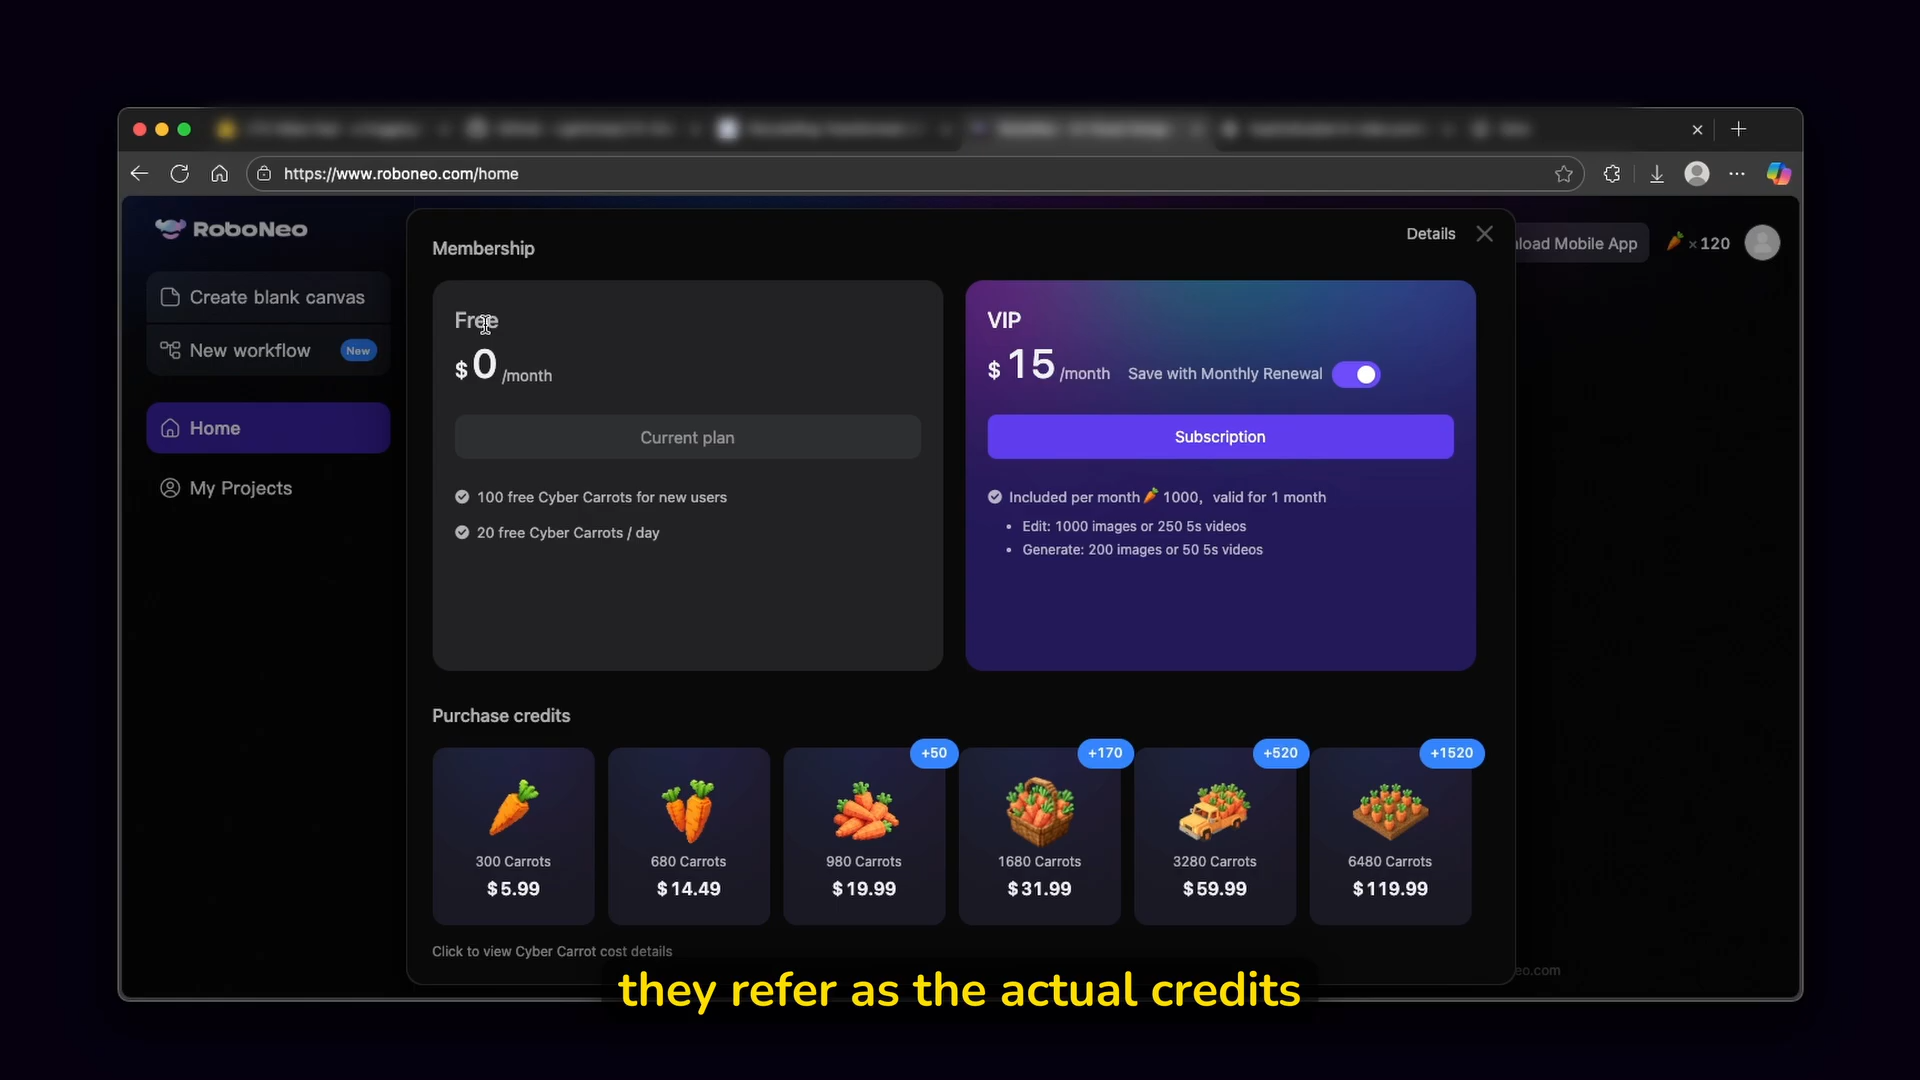 https://www.roboneo.com/home
RoboNeo
Create blank canvas
New workflow New
Home
My Projects
Membership
Details
load Mobile App
×120
Free
$0/month
Current plan
100 free Cyber Carrots for new users
20 free Cyber Carrots / day
VIP
$15/month Save with Monthly Renewal
Subscription
Included per month 1000, valid for 1 month
• Edit: 1000 images or 250 5s videos
• Generate: 200 images or 50 5s videos
Purchase credits
300 Carrots
$5.99
680 Carrots
$14.49
+50
980 Carrots
$19.99
+170
1680 Carrots
$31.99
+520
3280 Carrots
$59.99
+1520
6480 Carrots
$119.99
Click to view Cyber Carrot cost details
eo.com
they refer as the actual credits